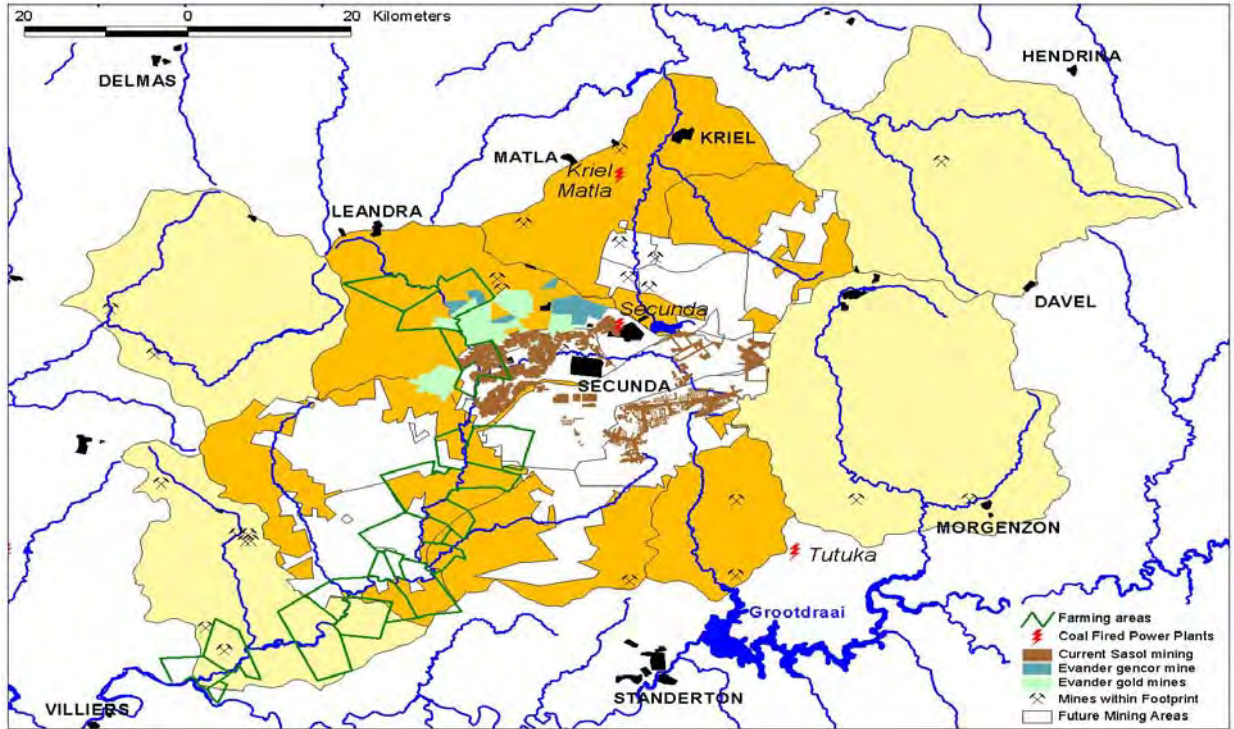 20 0 20 Kilometers
DELMAS
HENDRINA
KRIEL
MATLA
Kriel
Matla
LEANDRA
DAVEL
Secunda
SECUNDA
MORGENZON
Tutuka
Grootdraai
STANDERTON
VILLIERS
Farming areas
Coal Fired Power Plants
Current Sasol mining
Evander gencor mine
Evander gold mines
Mines within Footprint
Future Mining Areas